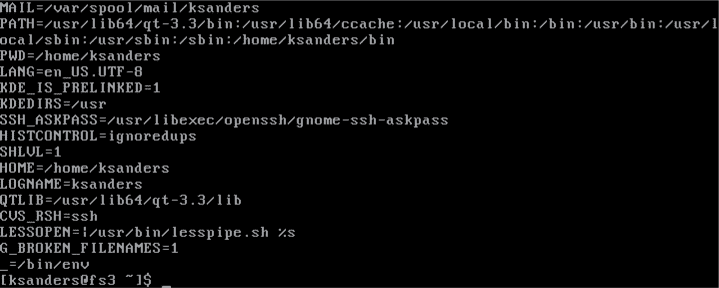 MAIL=/var/spool/mail/ksanders
PATH=/usr/lib64/qt-3.3/bin:/usr/lib64/ccache:/usr/local/bin:/bin:/usr/bin:/usr/l
ocal/sbin:/usr/sbin:/sbin:/home/ksanders/bin
PWD=/home/ksanders
LANG=en_US.UTF-8
KDE_IS_PRELINKED=1
KDEDIRS=/usr
SSH_ASKPASS=/usr/libexec/openssh/gnome-ssh-askpass
HISTCONTROL=ignoredups
SHLVL=1
HOME=/home/ksanders
LOGNAME=ksanders
QTLIB=/usr/lib64/qt-3.3/lib
CVS_RSH=ssh
LESSOPEN=|/usr/bin/lesspipe.sh %s
G_BROKEN_FILENAMES=1
_=/bin/env
[ksanders@fs3 ~]$ _